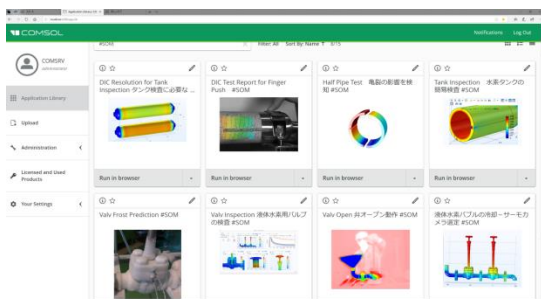 COMSOL
Notifications
Log Out
#SOM
Filter: All
Sort By: Name
8/15
COMSRV
Application Library
Upload
Administration
Licensed and Used
Products
Your Settings
DIC Resolution for Tank
Inspection タンク検査に必要な ...
Run in browser
DIC Test Report for Finger
Push #SOM
Run in browser
Half Pipe Test 亀裂の影響を検
知 #SOM
Run in browser
Tank Inspection 水素タンクの
簡易検査 #SOM
Run in browser
Valv Frost Prediction #SOM
Valv Inspection 液体水素用バルブ
の検査 #SOM
Valv Open 弁オープン動作 #SOM
液体水素バブルの冷却－サーモカ
メラ選定 #SOM